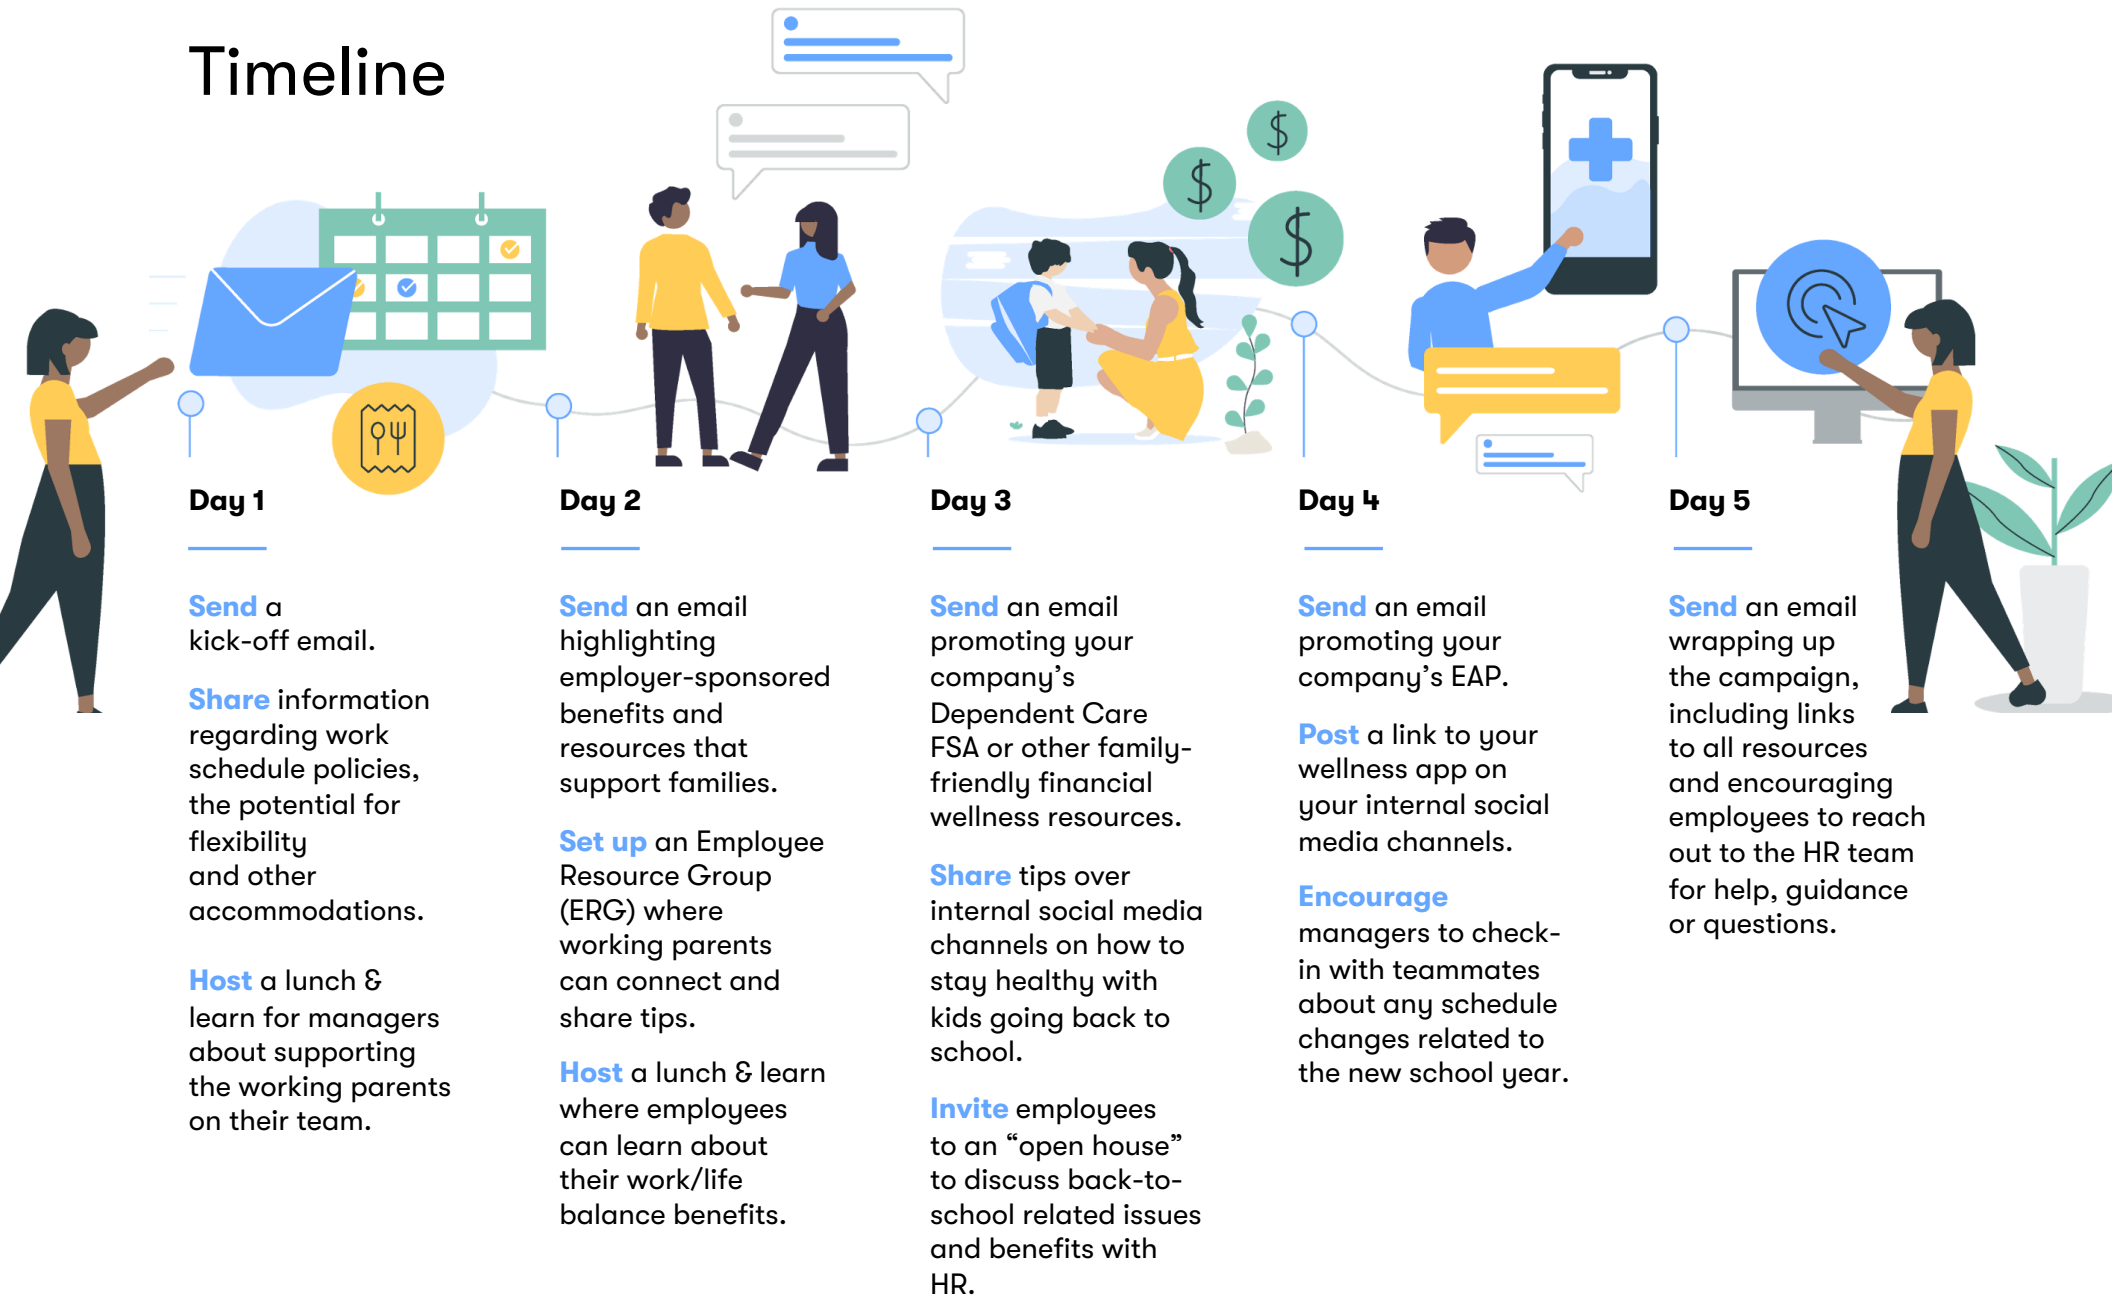 Timeline
Day 1
Send a
kick-off email.
Share information
regarding work
schedule policies,
the potential for
flexibility
and other
accommodations.
Host a lunch &
learn for managers
about supporting
the working parents
on their team.
Day 2
Send an email
highlighting
employer-sponsored
benefits and
resources that
support families.
Set up an Employee
Resource Group
(ERG) where
working parents
can connect and
share tips.
Host a lunch & learn
where employees
can learn about
their work/life
balance benefits.
Day 3
Send an email
promoting your
company’s
Dependent Care
FSA or other family-
friendly financial
wellness resources.
Share tips over
internal social media
channels on how to
stay healthy with
kids going back to
school.
Invite employees
to an “open house”
to discuss back-to-
school related issues
and benefits with
HR.
Day 4
Send an email
promoting your
company’s EAP.
Post a link to your
wellness app on
your internal social
media channels.
Encourage
managers to check-
in with teammates
about any schedule
changes related to
the new school year.
Day 5
Send an email
wrapping up
the campaign,
including links
to all resources
and encouraging
employees to reach
out to the HR team
for help, guidance
or questions.